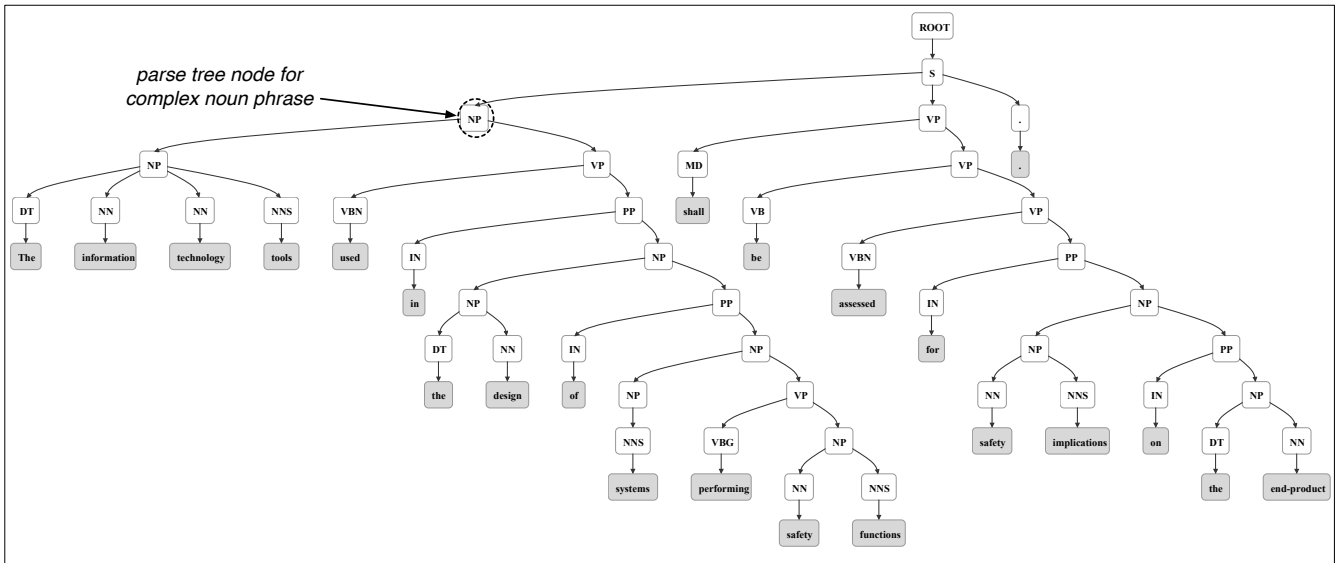 ROOT
parse tree node for
complex noun phrase
S
NP VP .
NP VP MD VP .
DT NN NN NNS VBN PP shall VB VP
The information technology tools used IN NP be VBN PP
in NP PP assessed IN NP
DT NN IN NP for NP PP
the design of NP VP NN NNS IN NP
NNS VBG NP safety implications on DT NN
systems performing NN NNS the end-product
safety functions